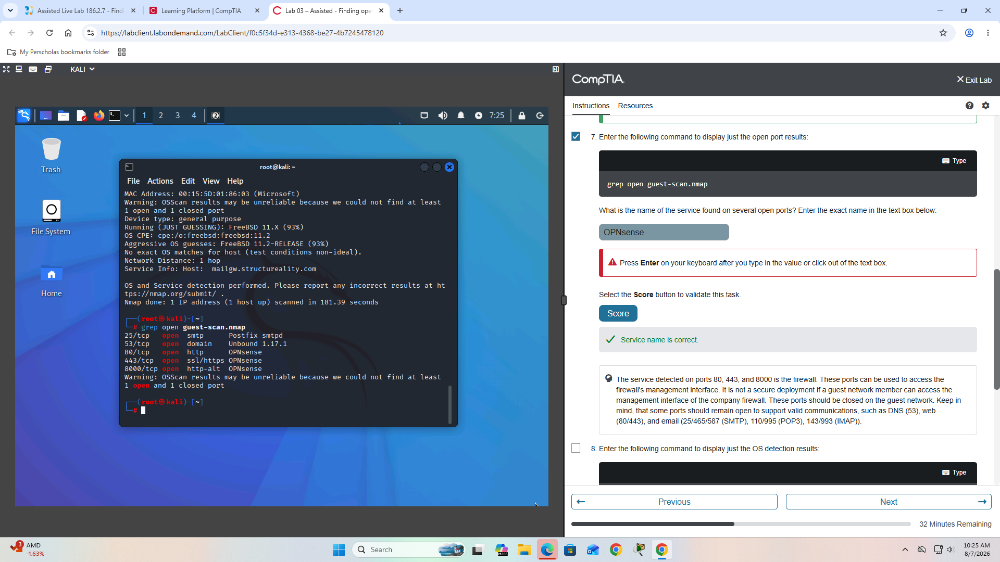 Assisted Live Lab 186.2.7 - Findi
Learning Platform | CompTIA
Lab 03 – Assisted - Finding ope
https://labclient.labondemand.com/LabClient/f0c5f34d-e313-4368-be27-4b7245478120
My Perscholas bookmarks folder
KALI
CompTIA.
Exit Lab
Instructions
Resources
1
2
3
4
7:25
Trash
File System
Home
root@kali: ~
File Actions Edit View Help
MAC Address: 00:15:5D:01:86:03 (Microsoft)
Warning: OSScan results may be unreliable because we could not find at least
1 open and 1 closed port
Device type: general purpose
Running (JUST GUESSING): FreeBSD 11.X (93%)
OS CPE: cpe:/o:freebsd:freebsd:11.2
Aggressive OS guesses: FreeBSD 11.2-RELEASE (93%)
No exact OS matches for host (test conditions non-ideal).
Network Distance: 1 hop
Service Info: Host:  mailgw.structureality.com
OS and Service detection performed. Please report any incorrect results at ht
tps://nmap.org/submit/ .
Nmap done: 1 IP address (1 host up) scanned in 181.39 seconds
┌──(root㉿kali)-[~]
└─# grep open guest-scan.nmap
25/tcp   open  smtp      Postfix smtpd
53/tcp   open  domain    Unbound 1.17.1
80/tcp   open  http      OPNsense
443/tcp  open  ssl/https OPNsense
8000/tcp open  http-alt  OPNsense
Warning: OSScan results may be unreliable because we could not find at least
1 open and 1 closed port
┌──(root㉿kali)-[~]
└─#
7. Enter the following command to display just the open port results:
Type
grep open guest-scan.nmap
What is the name of the service found on several open ports? Enter the exact name in the text box below:
OPNsense
Press Enter on your keyboard after you type in the value or click out of the text box.
Select the Score button to validate this task.
Score
Service name is correct.
The service detected on ports 80, 443, and 8000 is the firewall. These ports can be used to access the
firewall's management interface. It is not a secure deployment if a guest network member can access the
management interface of the company firewall. These ports should be closed on the guest network. Keep in
mind, that some ports should remain open to support valid communications, such as DNS (53), web
(80/443), and email (25/465/587 (SMTP), 110/995 (POP3), 143/993 (IMAP)).
8. Enter the following command to display just the OS detection results:
Type
Previous
Next
32 Minutes Remaining
3
AMD
-1.63%
Search
M365
10:25 AM
8/7/2026